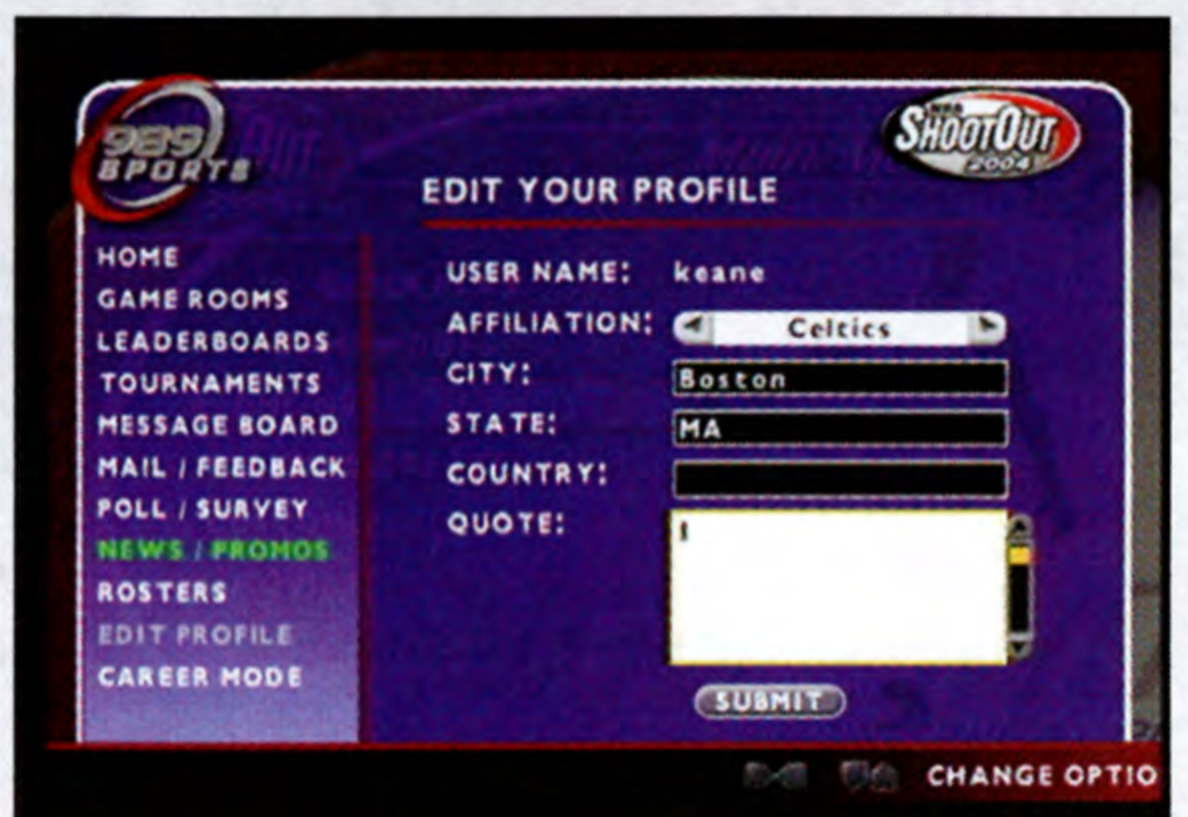 989
SPORTS
NBA
SHOOTOUT
2004
EDIT YOUR PROFILE
HOME
GAME ROOMS
LEADERBOARDS
TOURNAMENTS
MESSAGE BOARD
MAIL / FEEDBACK
POLL / SURVEY
NEWS / PROMOS
ROSTERS
EDIT PROFILE
CAREER MODE
USER NAME: keane
AFFILIATION: Celtics
CITY: Boston
STATE: MA
COUNTRY:
QUOTE:
SUBMIT
CHANGE OPTIO